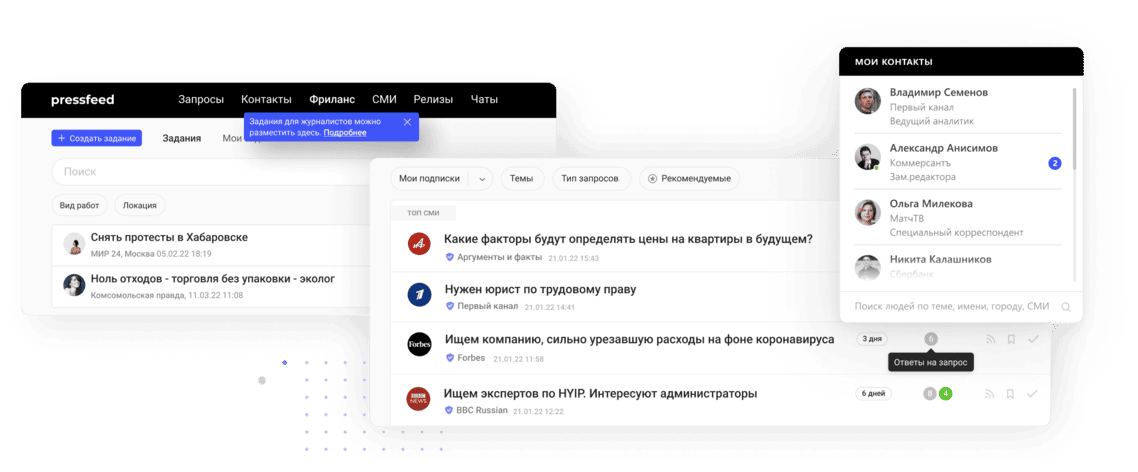 pressfeed
Запросы Контакты Фриланс СМИ Релизы Чаты
Задания для журналистов можно
разместить здесь. Подробнее
+ Создать задание Задания Мои
Поиск
Вид работ Локация
Снять протесты в Хабаровске
МИР 24, Москва 05.02.22 18:19
Ноль отходов - торговля без упаковки - эколог
Комсомольская правда, 11.03.22 11:08
Мои подписки Темы Тип запросов Рекомендуемые
ТОП СМИ
Какие факторы будут определять цены на квартиры в будущем?
Аргументы и факты 21.01.22 15:43
Нужен юрист по трудовому праву
Первый канал 21.01.22 14:41
Forbes
Ищем компанию, сильно урезавшую расходы на фоне коронавируса 3 дня 6
Forbes 21.01.22 11:58
Ответы на запрос
BBC
NEWS
Ищем экспертов по HYIP. Интересуют администраторы 6 дней 8 4
BBC Russian 21.01.22 12:22
МОИ КОНТАКТЫ
Владимир Семенов
Первый канал
Ведущий аналитик
Александр Анисимов
Коммерсантъ 2
Зам.редактора
Ольга Милекова
МатчТВ
Специальный корреспондент
Никита Калашников
Сбербанк
Поиск людей по теме, имени, городу, СМИ